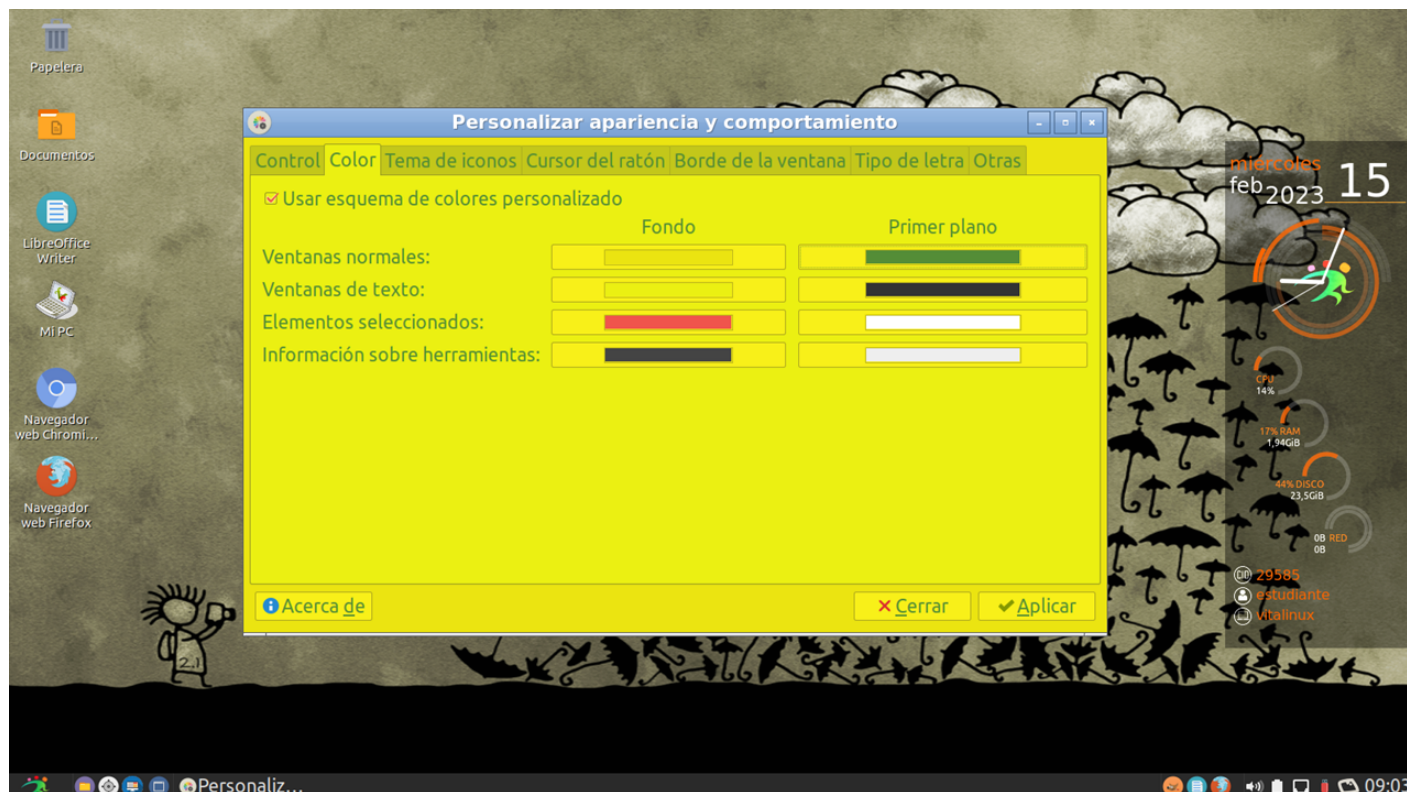 Papelera
Documentos
LibreOffice
Writer
Mi PC
Navegador
web Chromi...
Navegador
web Firefox
Personalizar apariencia y comportamiento
Control Color Tema de iconos Cursor del ratón Borde de la ventana Tipo de letra Otras
Usar esquema de colores personalizado
Fondo Primer plano
Ventanas normales:
Ventanas de texto:
Elementos seleccionados:
Información sobre herramientas:
Acerca de
Cerrar
Aplicar
miércoles
feb 2023 15
CPU
14%
17% RAM
1,94GiB
44% DISCO
23,5GiB
0B RED
0B
29585
estudiante
vitalinux
2.1
Personaliz...
09:03